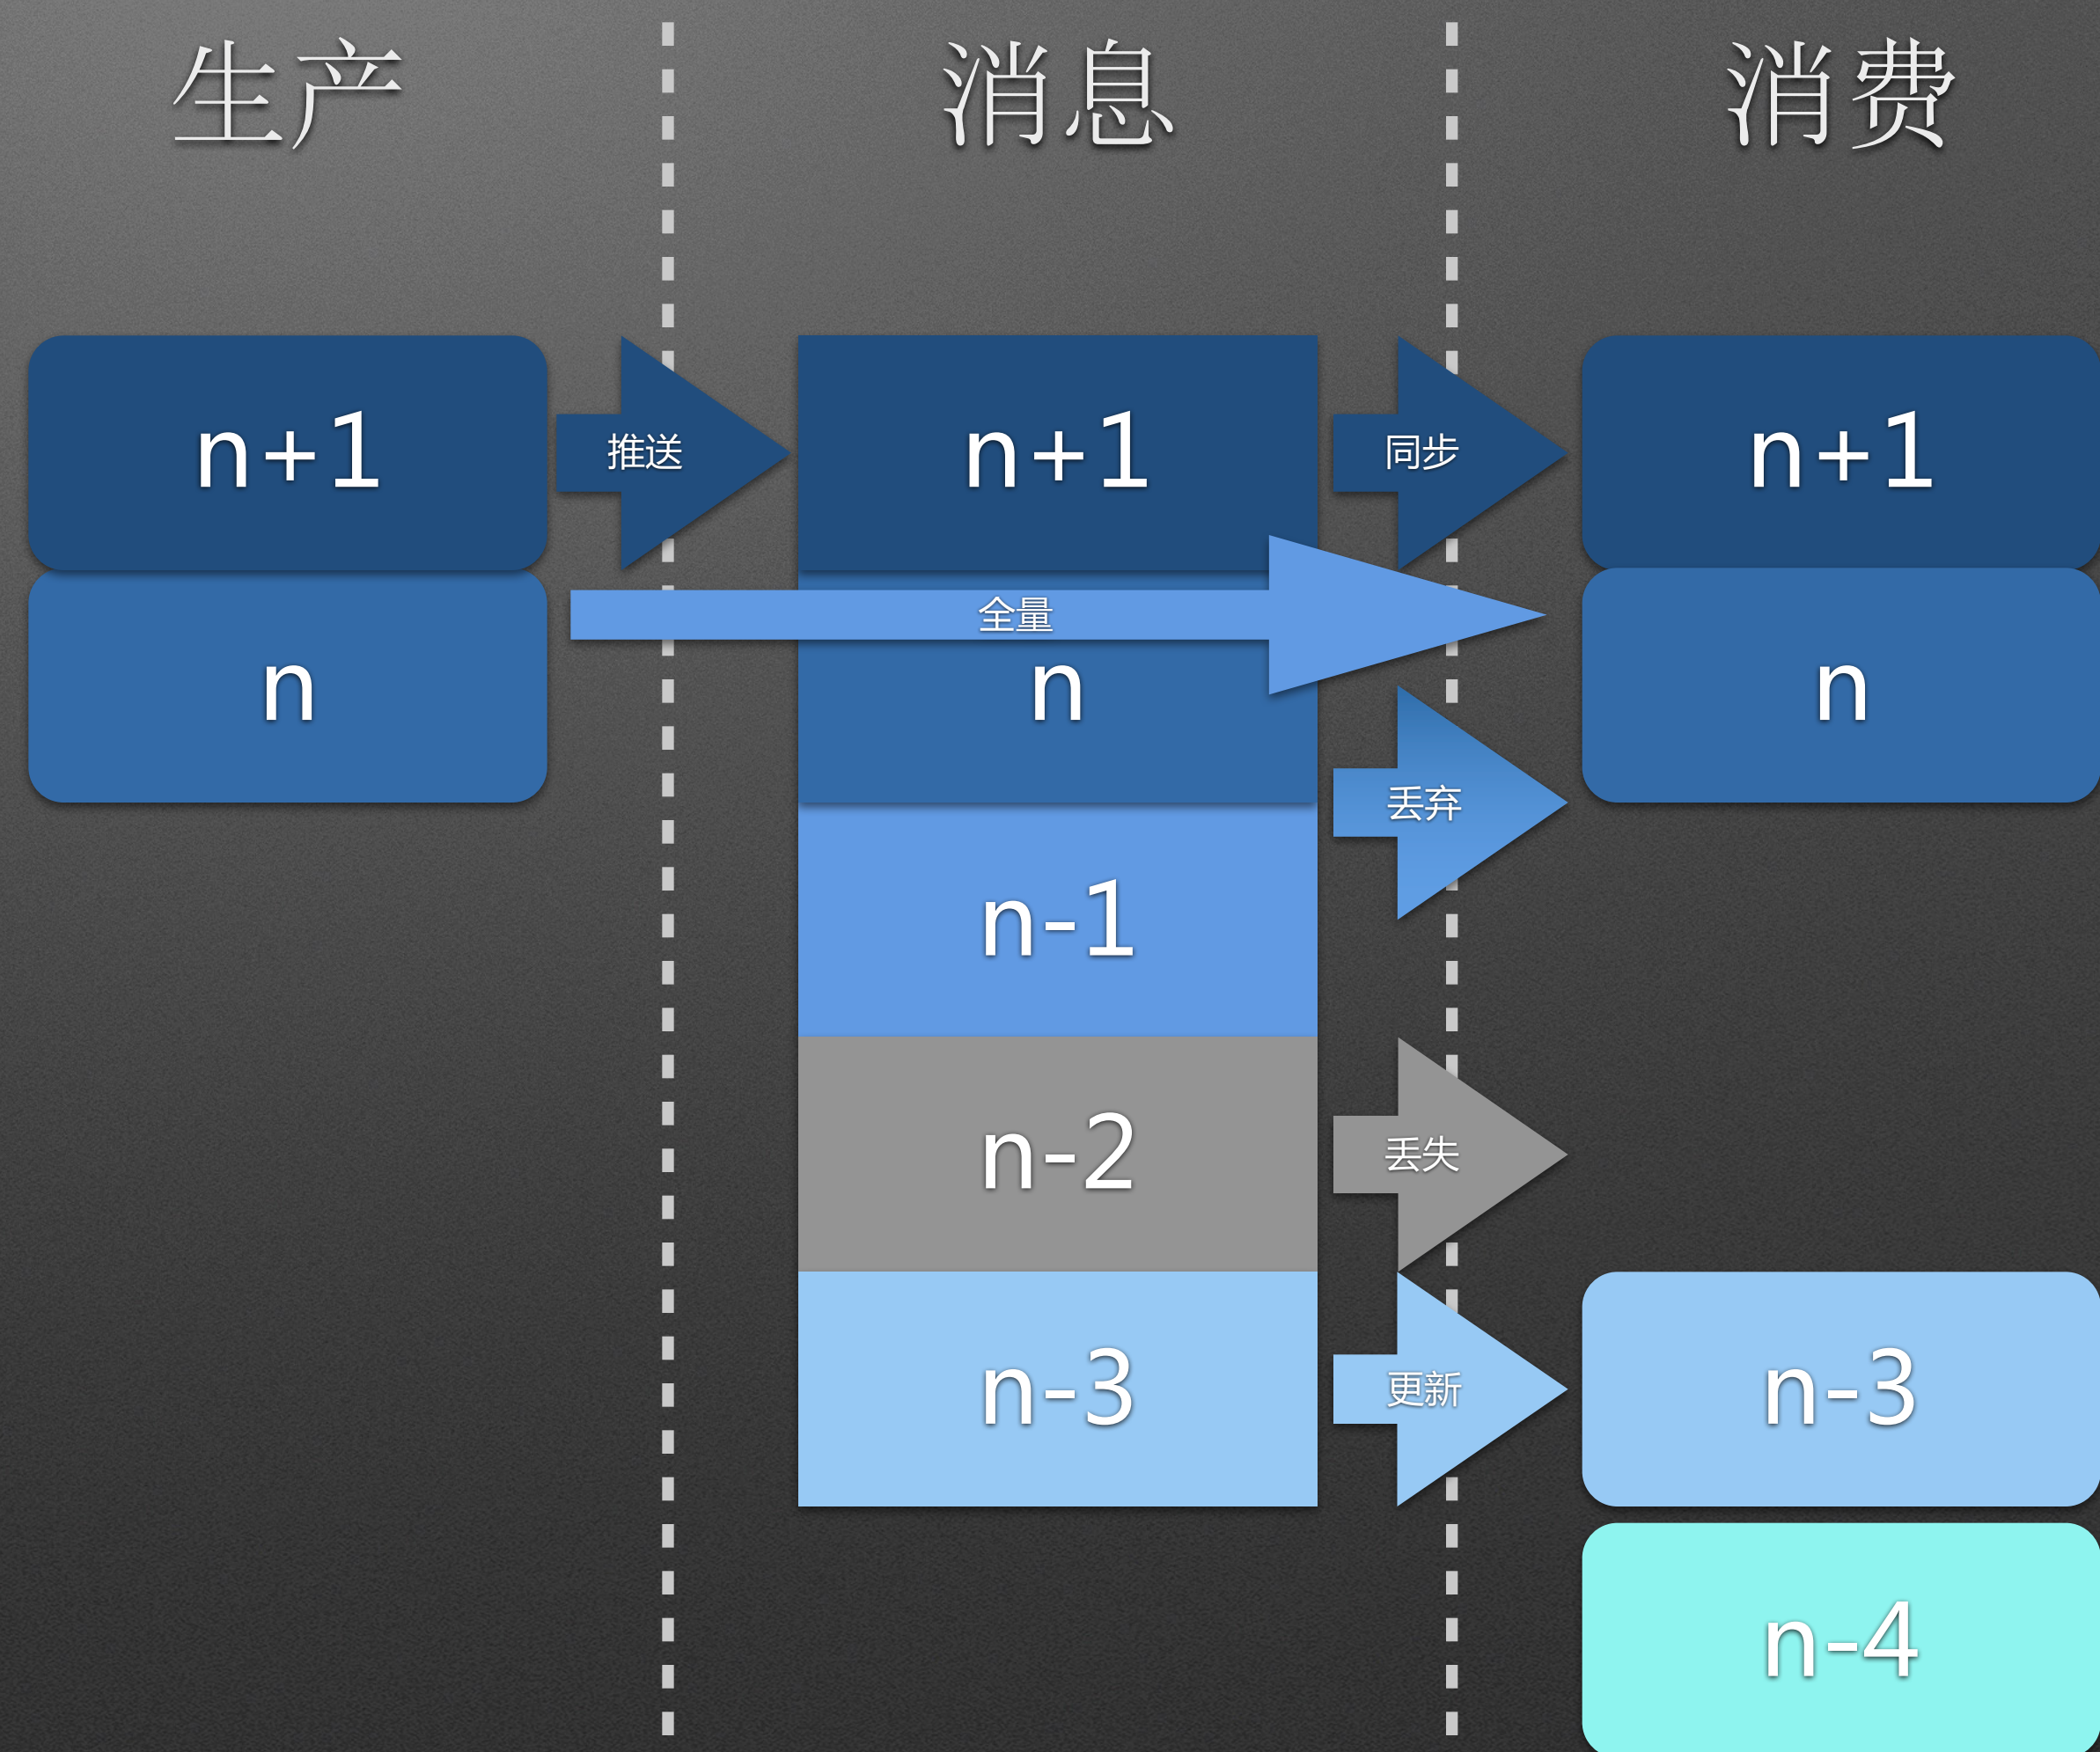 生产 消息 消费
n+1 推送 n+1 同步 n+1
全量
n n n
丢弃
n-1
n-2 丢失
n-3 更新 n-3
n-4